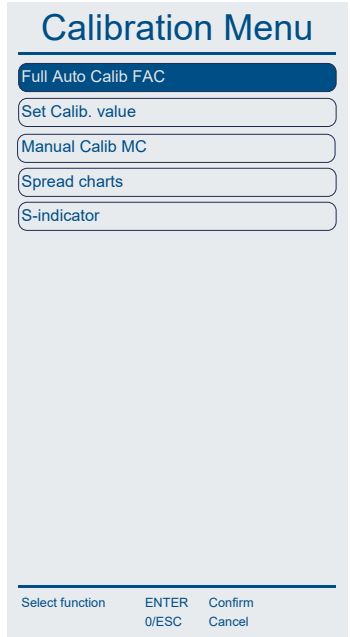 Calibration Menu
Full Auto Calib FAC
Set Calib. value
Manual Calib MC
Spread charts
S-indicator
Select function ENTER Confirm
0/ESC Cancel